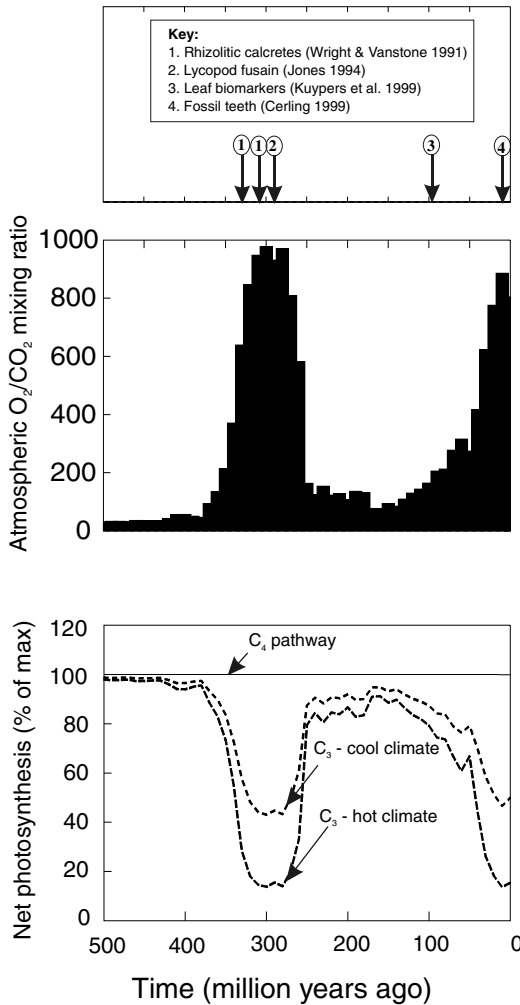 Key:
1. Rhizolitic calcretes (Wright & Vanstone 1991)
2. Lycopod fusain (Jones 1994)
3. Leaf biomarkers (Kuypers et al. 1999)
4. Fossil teeth (Cerling 1999)
1 1 2 3 4
Atmospheric O₂/CO₂ mixing ratio
1000
800
600
400
200
0
Net photosynthesis (% of max)
120
100
80
60
40
20
0
C₄ pathway
C₃ - cool climate
C₃ - hot climate
500 400 300 200 100 0
Time (million years ago)